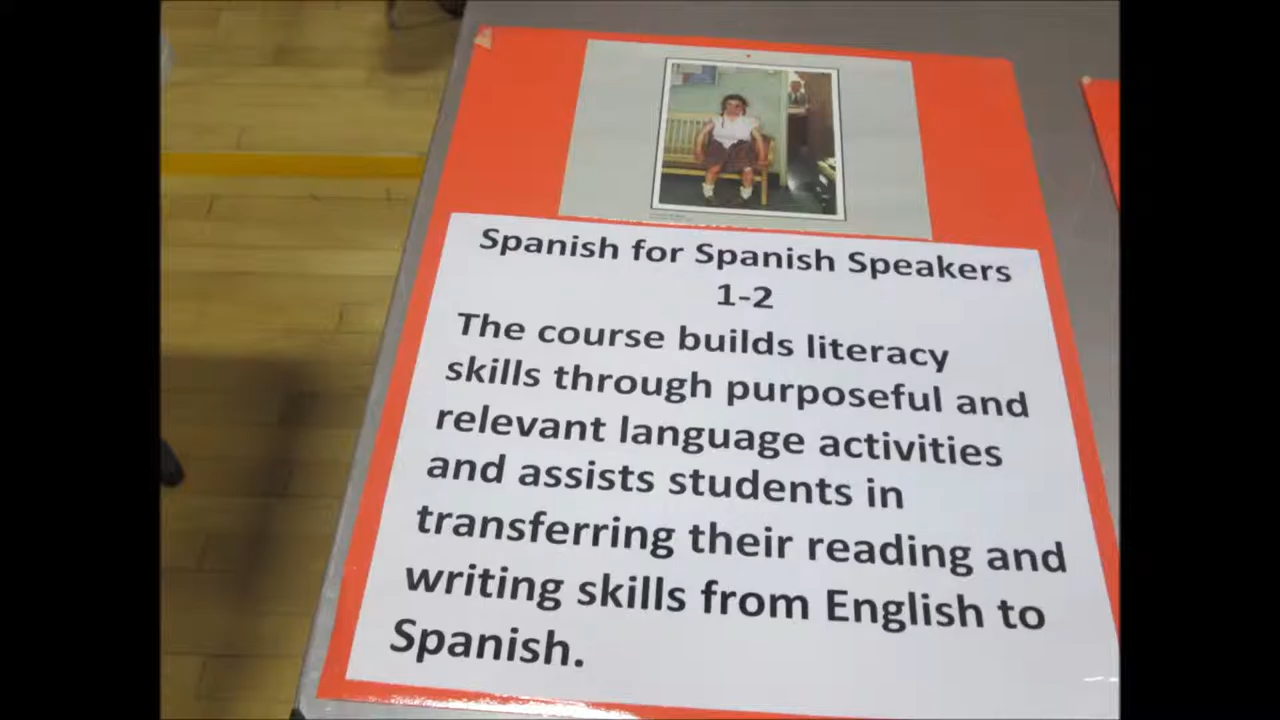 Spanish for Spanish Speakers
1-2
The course builds literacy
skills through purposeful and
relevant language activities
and assists students in
transferring their reading and
writing skills from English to
Spanish.